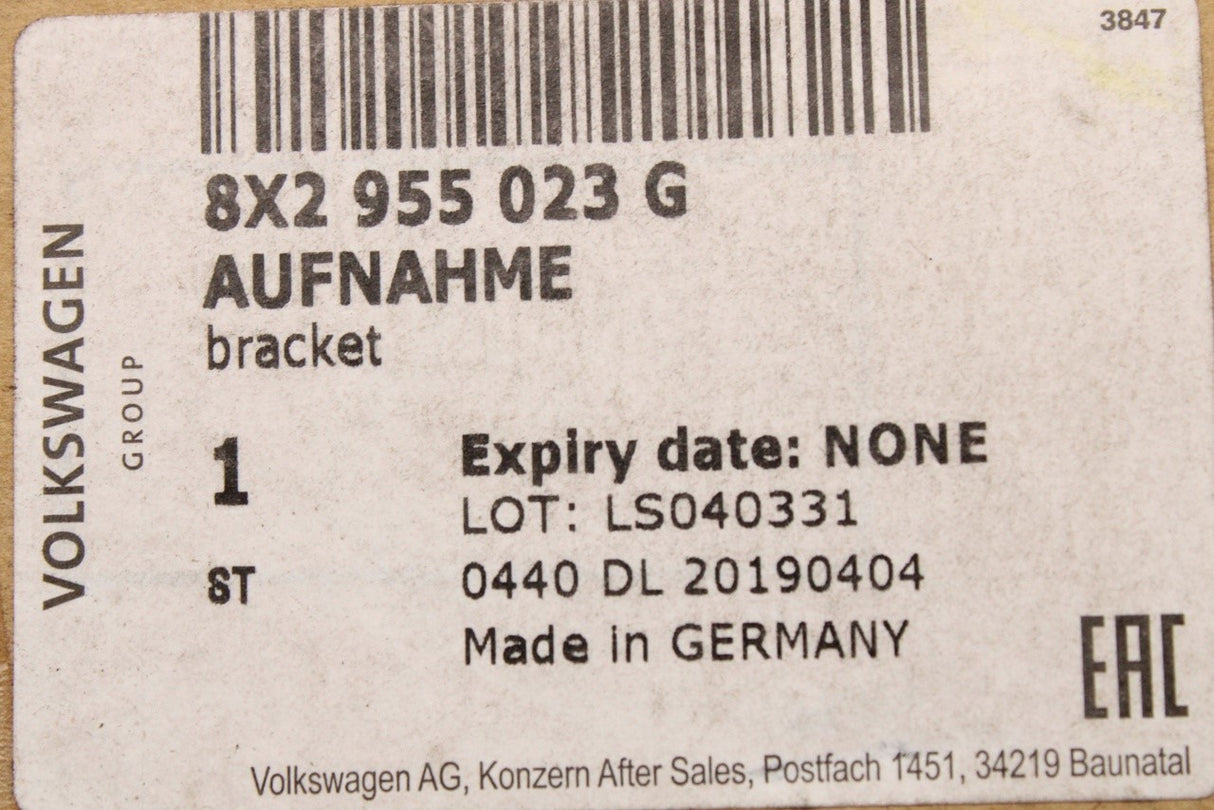 3847
8X2 955 023 G
AUFNAHME
bracket
VOLKSWAGEN
GROUP
1
Expiry date: NONE
LOT: LS040331
ST
0440 DL 20190404
Made in GERMANY
EAC
Volkswagen AG, Konzern After Sales, Postfach 1451, 34219 Baunatal